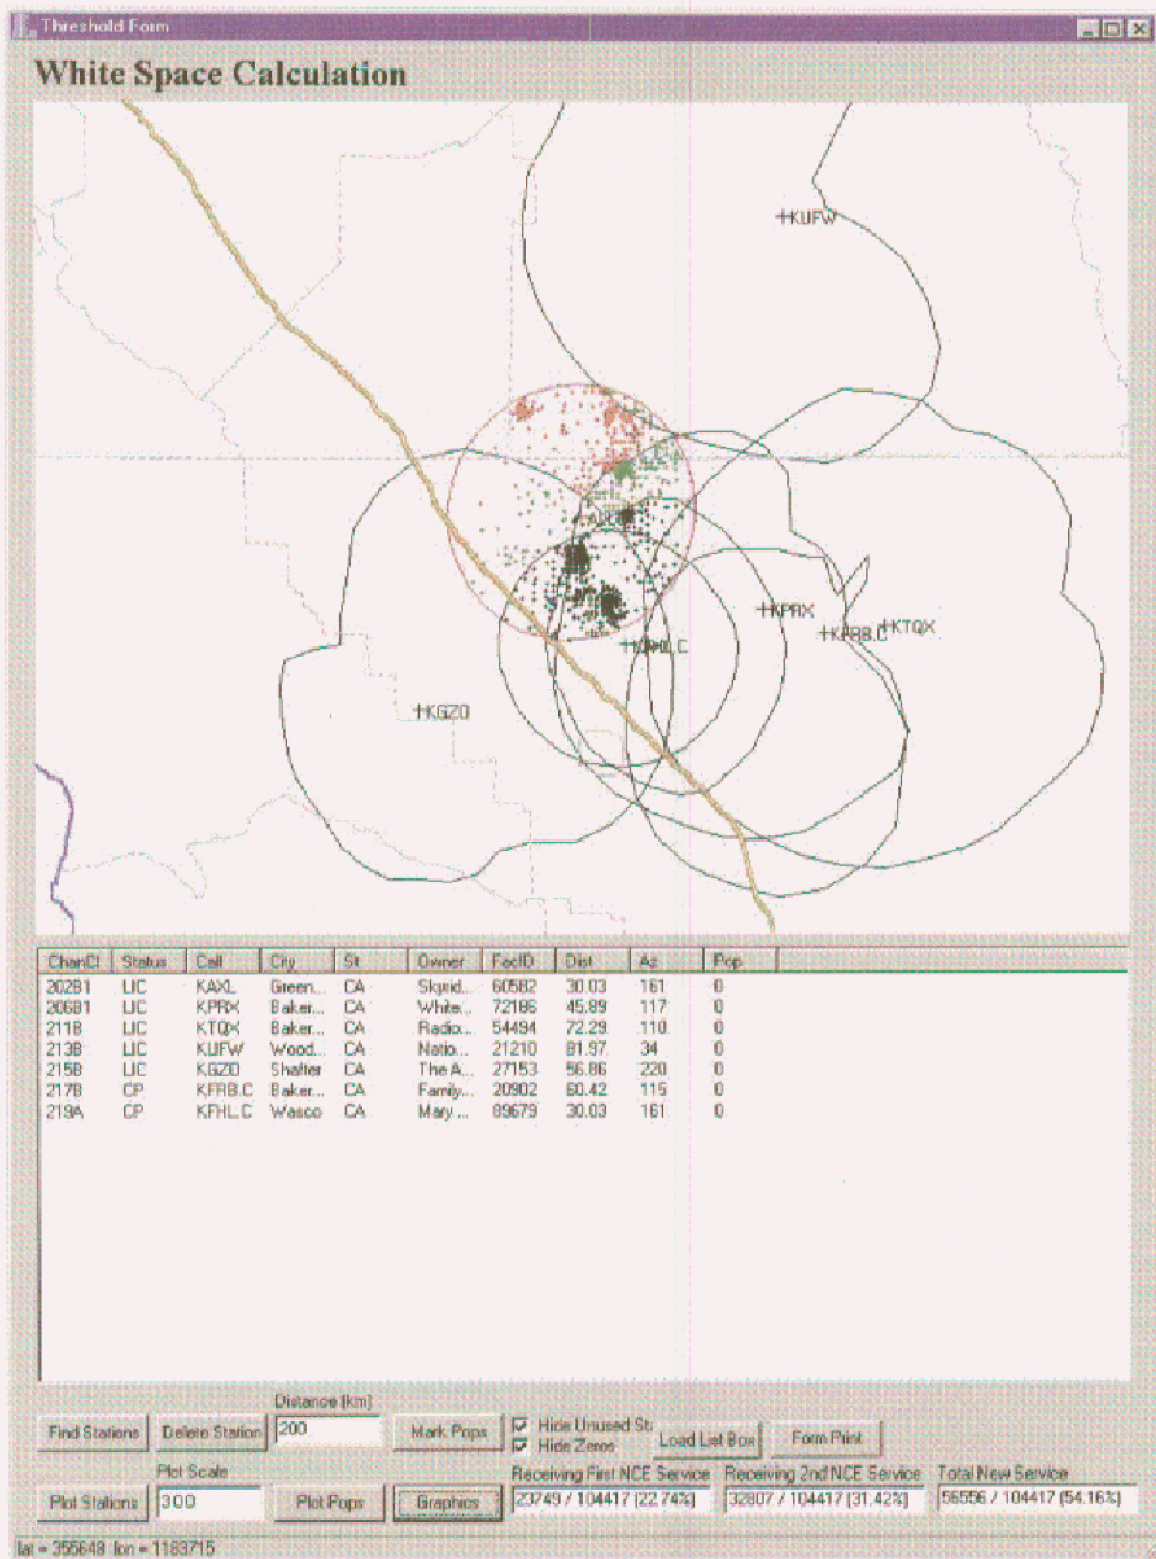 Threshold Form
White Space Calculation
KUFW
KPRX
KFRB.C
KTQX
KGZO
ChanCl Status Call City St Owner FacID Dist Az Pop
202B1 LIC KAXL Green... CA Skyrid... 60582 30.03 161 0
206B1 LIC KPRX Baker... CA White... 72186 45.89 117 0
211B LIC KTQX Baker... CA Radio... 54494 72.29 110 0
213B LIC KUFW Wood... CA Natio... 21210 81.97 34 0
215B LIC KGZO Shafter CA The A... 27153 56.86 220 0
217B CP KFRB.C Baker... CA Family... 20902 60.42 115 0
219A CP KFHL.C Wasco CA Mary ... 89679 30.03 161 0
Distance (km)
Find Stations Delete Station 200 Mark Pops Hide Unused St Load List Box Form Print
Hide Zeros
Plot Scale Receiving First NCE Service Receiving 2nd NCE Service Total New Service
Plot Stations 300 Plot Pops Graphics 23749 / 104417 (22.74%) 32807 / 104417 (31.42%) 56556 / 104417 (54.16%)
lat = 355648 lon = 1183715